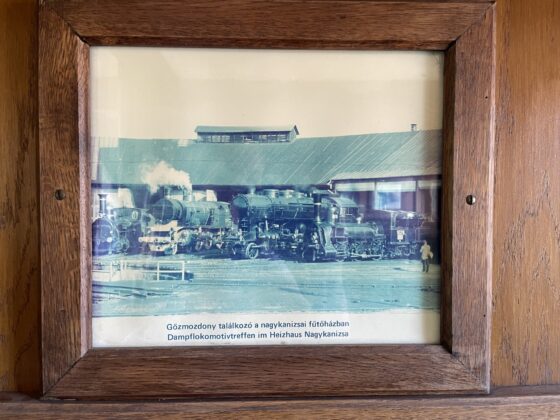 Gőzmozdony találkozó a nagykanizsai fűtőházban
Dampflokomotivtreffen im Heizhaus Nagykanizsa